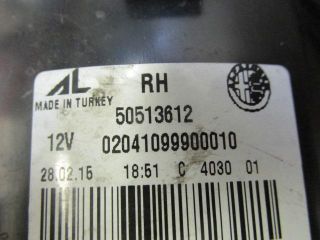 AL RH
MADE IN TURKEY
50513612
12V 02041099900010
28.02.15 18:51 C 4030 01